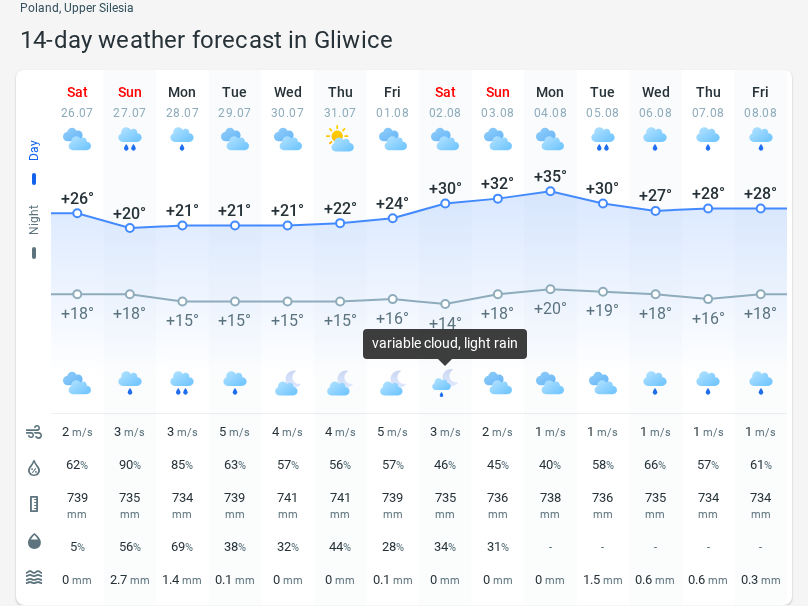 Poland, Upper Silesia
14-day weather forecast in Gliwice
Sat Sun Mon Tue Wed Thu Fri Sat Sun Mon Tue Wed Thu Fri
26.07 27.07 28.07 29.07 30.07 31.07 01.08 02.08 03.08 04.08 05.08 06.08 07.08 08.08
Day
+26° +20° +21° +21° +21° +22° +24° +30° +32° +35° +30° +27° +28° +28°
Night
+18° +18° +15° +15° +15° +15° +16° +14° +18° +20° +19° +18° +16° +18°
variable cloud, light rain
2 m/s 3 m/s 3 m/s 5 m/s 4 m/s 4 m/s 5 m/s 3 m/s 2 m/s 1 m/s 1 m/s 1 m/s 1 m/s 1 m/s
62% 90% 85% 63% 57% 56% 57% 46% 45% 40% 58% 66% 57% 61%
739 735 734 739 741 741 739 735 736 738 736 735 734 734
mm mm mm mm mm mm mm mm mm mm mm mm mm mm
5% 56% 69% 38% 32% 44% 28% 34% 31% - - - - -
0 mm 2.7 mm 1.4 mm 0.1 mm 0 mm 0 mm 0.1 mm 0 mm 0 mm 0 mm 1.5 mm 0.6 mm 0.6 mm 0.3 mm